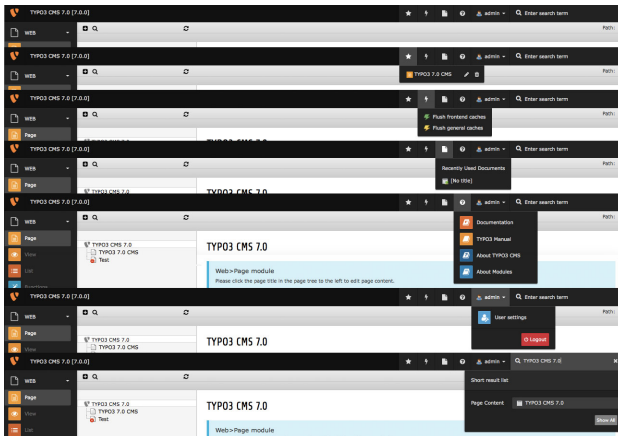 TYPO3 CMS 7.0 [7.0.0] admin Enter search term
WEB Path:
TYPO3 CMS 7.0 [7.0.0] admin Enter search term
WEB TYPO3 7.0 CMS Path:
TYPO3 CMS 7.0 [7.0.0] admin Enter search term
WEB Flush frontend caches Path:
Flush general caches
Page
TYPO3 CMS 7.0 [7.0.0] admin Enter search term
WEB Recently Used Documents Path:
[No title]
Page TYPO3 CMS 7.0 TYPO3 CMS 7.0
TYPO3 CMS 7.0 [7.0.0] admin Enter search term
WEB Documentation Path:
Page TYPO3 CMS 7.0 TYPO3 CMS 7.0 TYPO3 Manual
TYPO3 7.0 CMS
View Test About TYPO3 CMS
List Web>Page module About Modules
Please click the page title in the page tree to the left to edit page content.
Functions
TYPO3 CMS 7.0 [7.0.0] admin Enter search term
WEB User settings Path:
Page TYPO3 CMS 7.0 TYPO3 CMS 7.0 Logout
View TYPO3 7.0 CMS
TYPO3 CMS 7.0 [7.0.0] admin TYPO3 CMS 7.0
WEB Short result list
Page TYPO3 CMS 7.0 TYPO3 CMS 7.0 Page Content TYPO3 CMS 7.0
TYPO3 7.0 CMS
View Test Show All
List Web>Page module